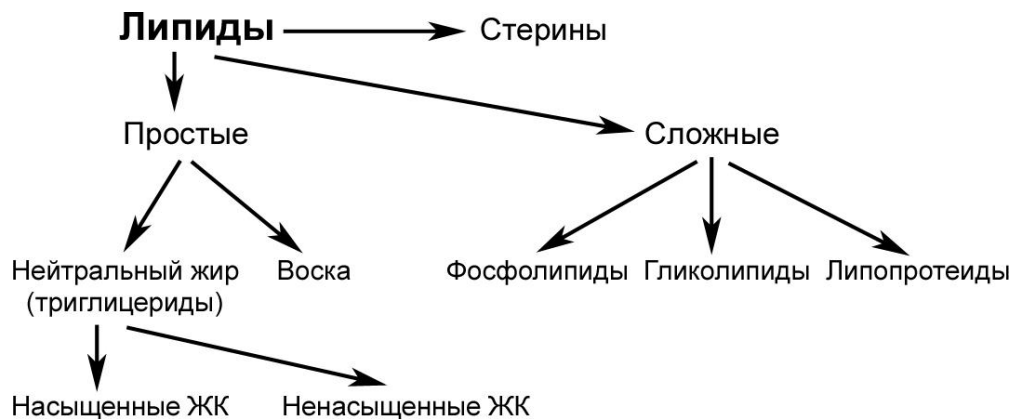 Липиды
Стерины
Простые
Сложные
Нейтральный жир
(триглицериды)
Воска
Фосфолипиды
Гликолипиды
Липопротеиды
Насыщенные ЖК
Ненасыщенные ЖК